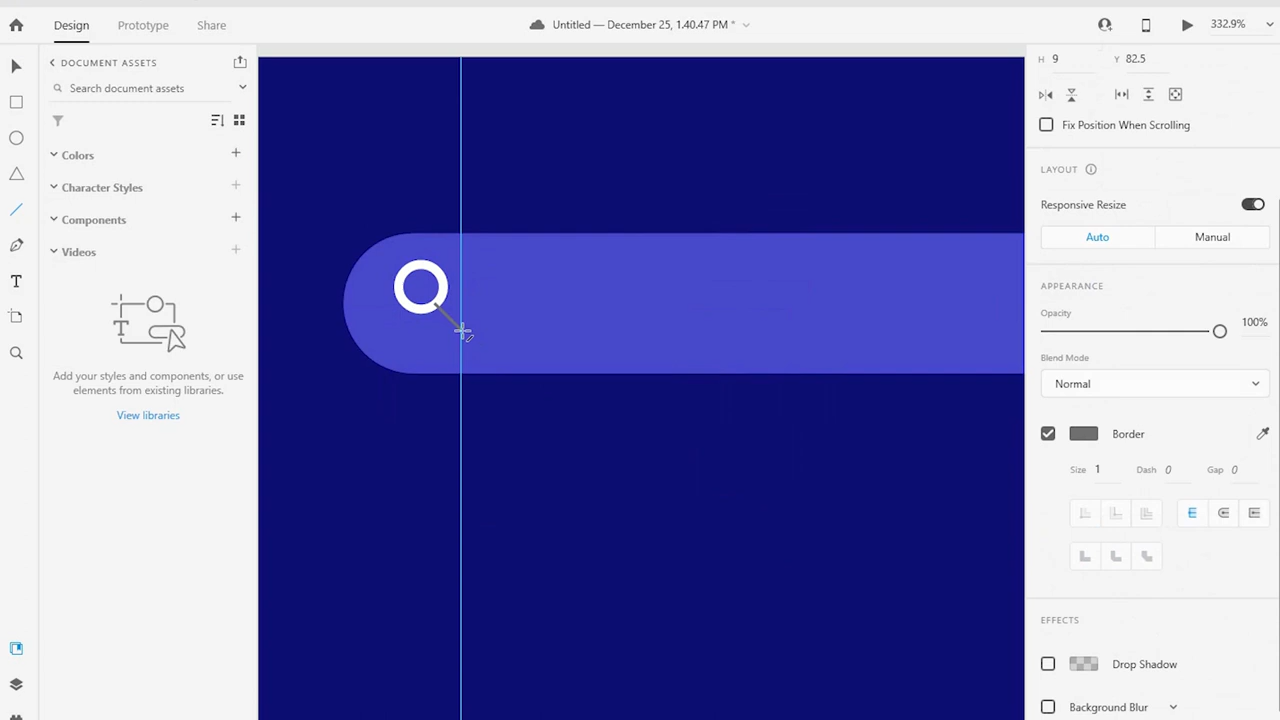 Design Prototype Share Untitled — December 25, 1.40.47 PM * 332.9%
DOCUMENT ASSETS
Search document assets
Colors
Character Styles
Components
Videos
Add your styles and components, or use
elements from existing libraries.
View libraries
H 9 Y 82.5
Fix Position When Scrolling
LAYOUT
Responsive Resize
Auto Manual
APPEARANCE
Opacity
100%
Blend Mode
Normal
Border
Size 1 Dash 0 Gap 0
EFFECTS
Drop Shadow
Background Blur